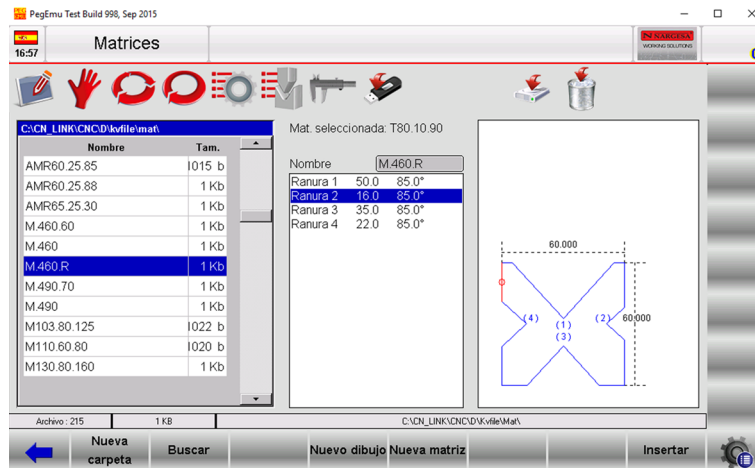 PegEmu Test Build 998, Sep 2015
16:57
Matrices
NARGESA
WORKING SOLUTIONS
C:\CN_LINK\CNC\D\kvfile\mat\
Nombre Tam.
AMR60.25.85 1015 b
AMR60.25.88 1 Kb
AMR65.25.30 1 Kb
M.460.60 1 Kb
M.460 1 Kb
M.460.R 1 Kb
M.490.70 1 Kb
M.490 1 Kb
M103.80.125 1022 b
M110.60.80 1020 b
M130.80.160 1 Kb
Mat. seleccionada: T80.10.90
Nombre M.460.R
Ranura 1 50.0 85.0°
Ranura 2 16.0 85.0°
Ranura 3 35.0 85.0°
Ranura 4 22.0 85.0°
60.000
(4) (1) (2) 60.000
(3)
Archivo : 215 1 KB C:\CN_LINK\CNC\D\Kvfile\Mat\
Nueva carpeta Buscar Nuevo dibujo Nueva matriz Insertar